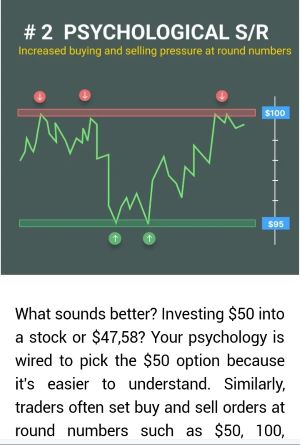 # 2 PSYCHOLOGICAL S/R
Increased buying and selling pressure at round numbers
$100
$95
What sounds better? Investing $50 into
a stock or $47,58? Your psychology is
wired to pick the $50 option because
it's easier to understand. Similarly,
traders often set buy and sell orders at
round numbers such as $50, 100,